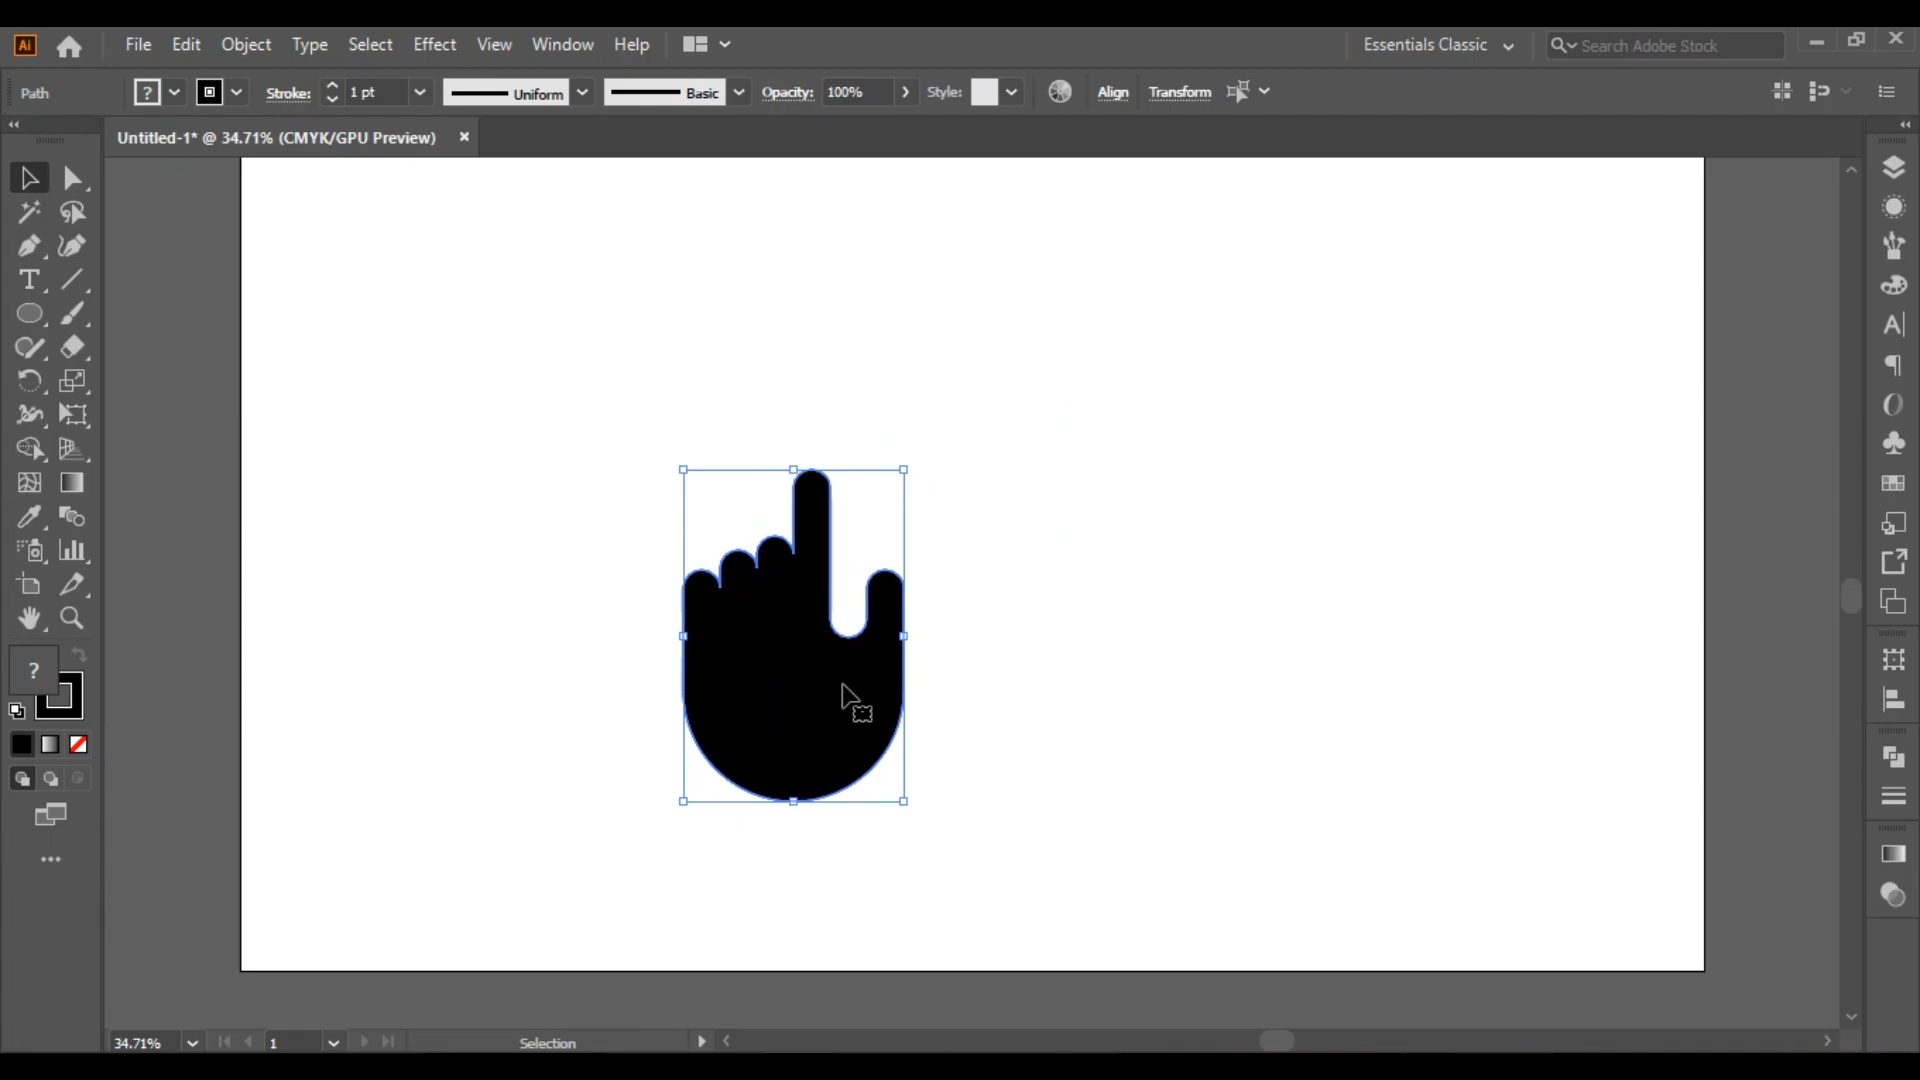 Ai File Edit Object Type Select Effect View Window Help Essentials Classic Search Adobe Stock
Path ? Stroke: 1 pt Uniform Basic Opacity: 100% Style: Align Transform
Untitled-1* @ 34.71% (CMYK/GPU Preview)
?
34.71% 1 Selection